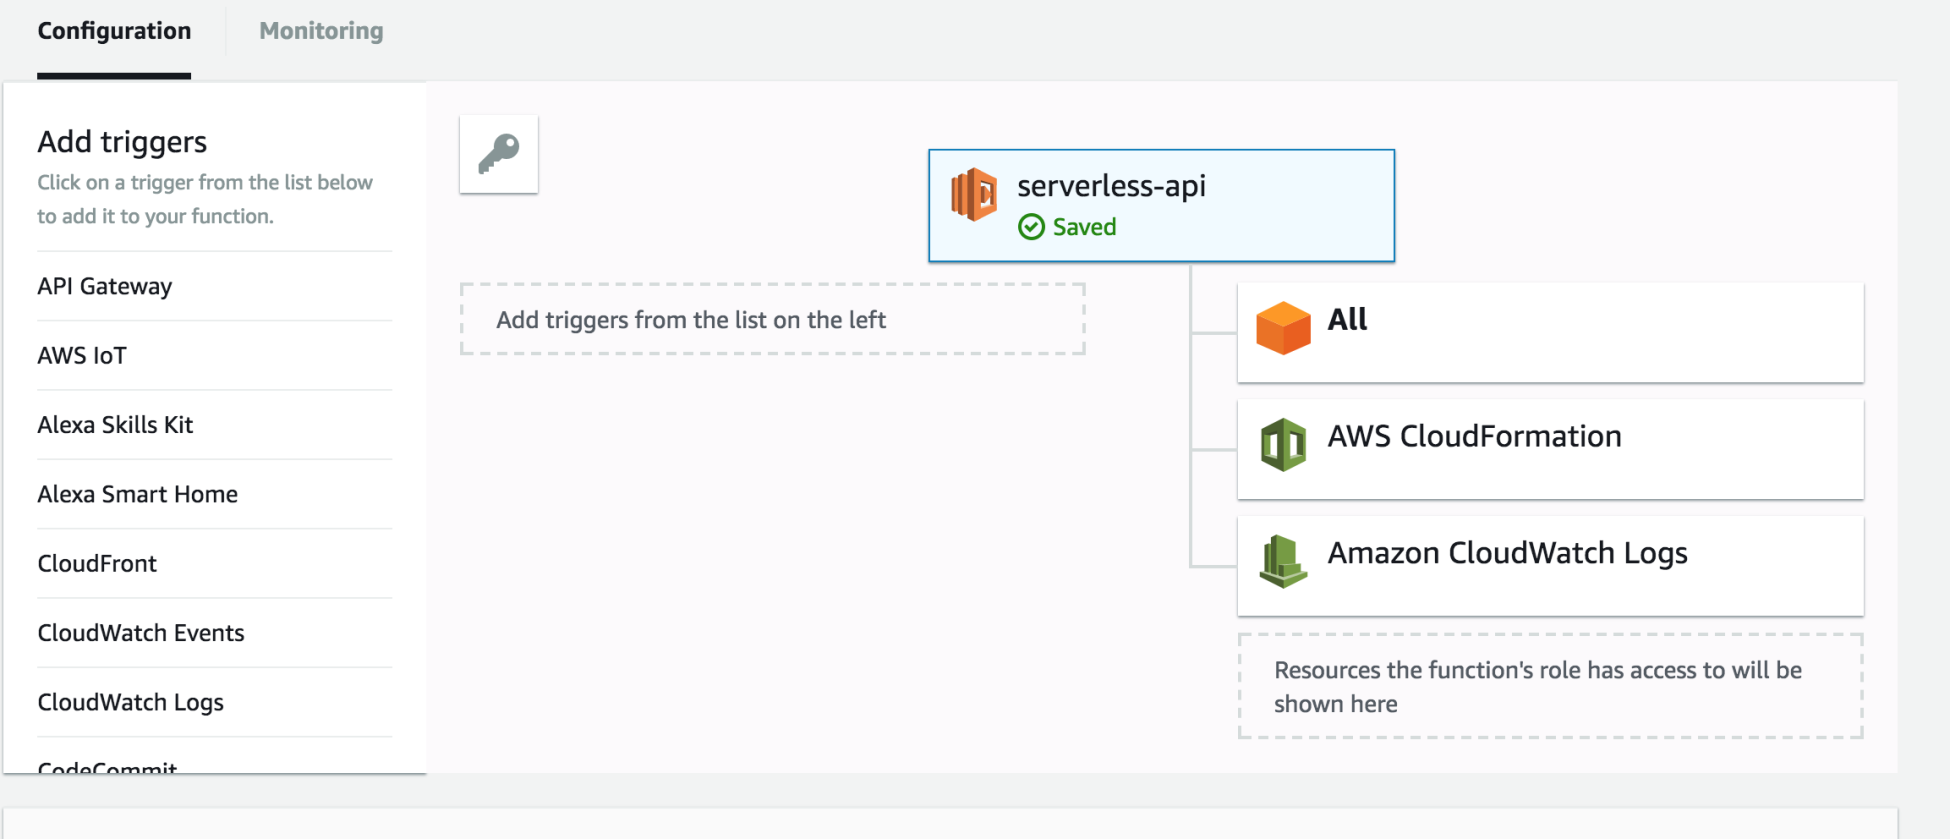 Configuration
Monitoring
Add triggers
Click on a trigger from the list below
to add it to your function.
API Gateway
AWS IoT
Alexa Skills Kit
Alexa Smart Home
CloudFront
CloudWatch Events
CloudWatch Logs
CodeCommit
serverless-api
Saved
Add triggers from the list on the left
All
AWS CloudFormation
Amazon CloudWatch Logs
Resources the function's role has access to will be
shown here